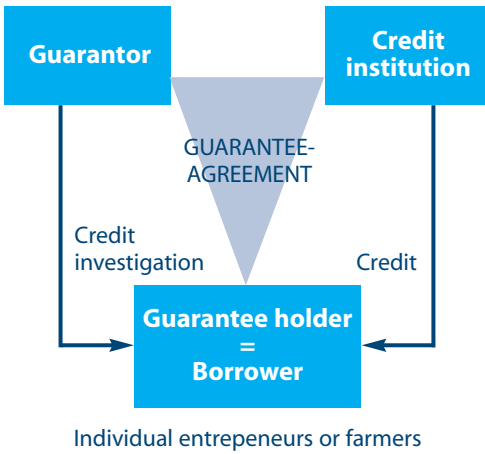 Guarantor
Credit
institution
GUARANTEE-
AGREEMENT
Credit
investigation
Credit
Guarantee holder
=
Borrower
Individual entrepeneurs or farmers